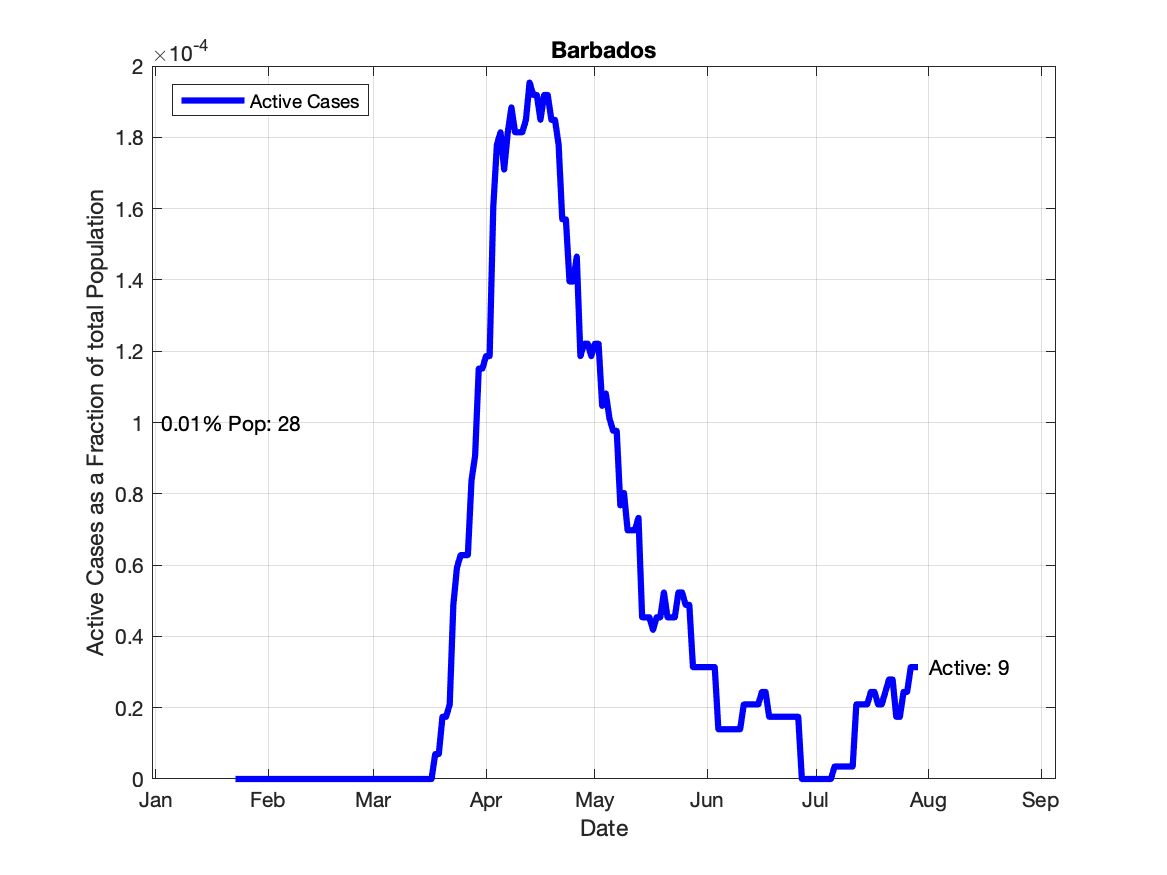 Barbados
×10-4
Active Cases
2
1.8
1.6
1.4
1.2
1
0.8
0.6
0.4
0.2
0
0.01% Pop: 28
Active: 9
Active Cases as a Fraction of total Population
Jan Feb Mar Apr May Jun Jul Aug Sep
Date